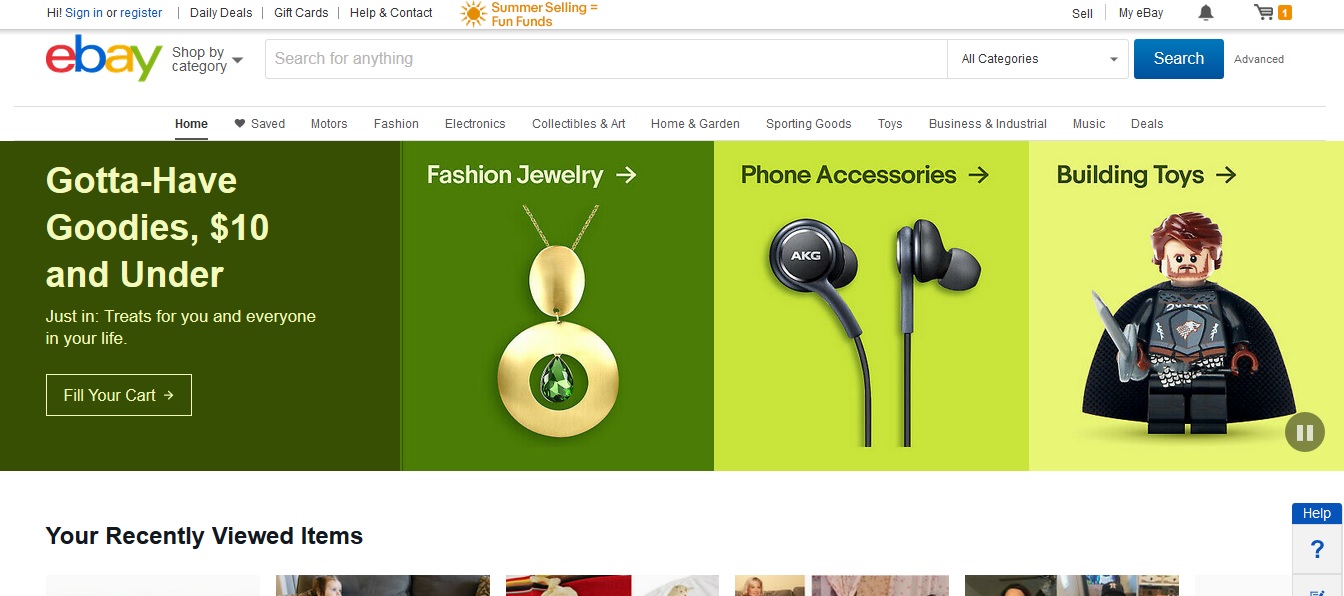 Hi! Sign in or register
Daily Deals
Gift Cards
Help & Contact
Summer Selling =
Fun Funds
Sell
My eBay
1
ebay
Shop by
category
Search for anything
All Categories
Search
Advanced
Home
Saved
Motors
Fashion
Electronics
Collectibles & Art
Home & Garden
Sporting Goods
Toys
Business & Industrial
Music
Deals
Gotta-Have
Goodies, $10
and Under
Just in: Treats for you and everyone
in your life.
Fill Your Cart →
Fashion Jewelry →
Phone Accessories →
AKG
Building Toys →
Your Recently Viewed Items
Help
?